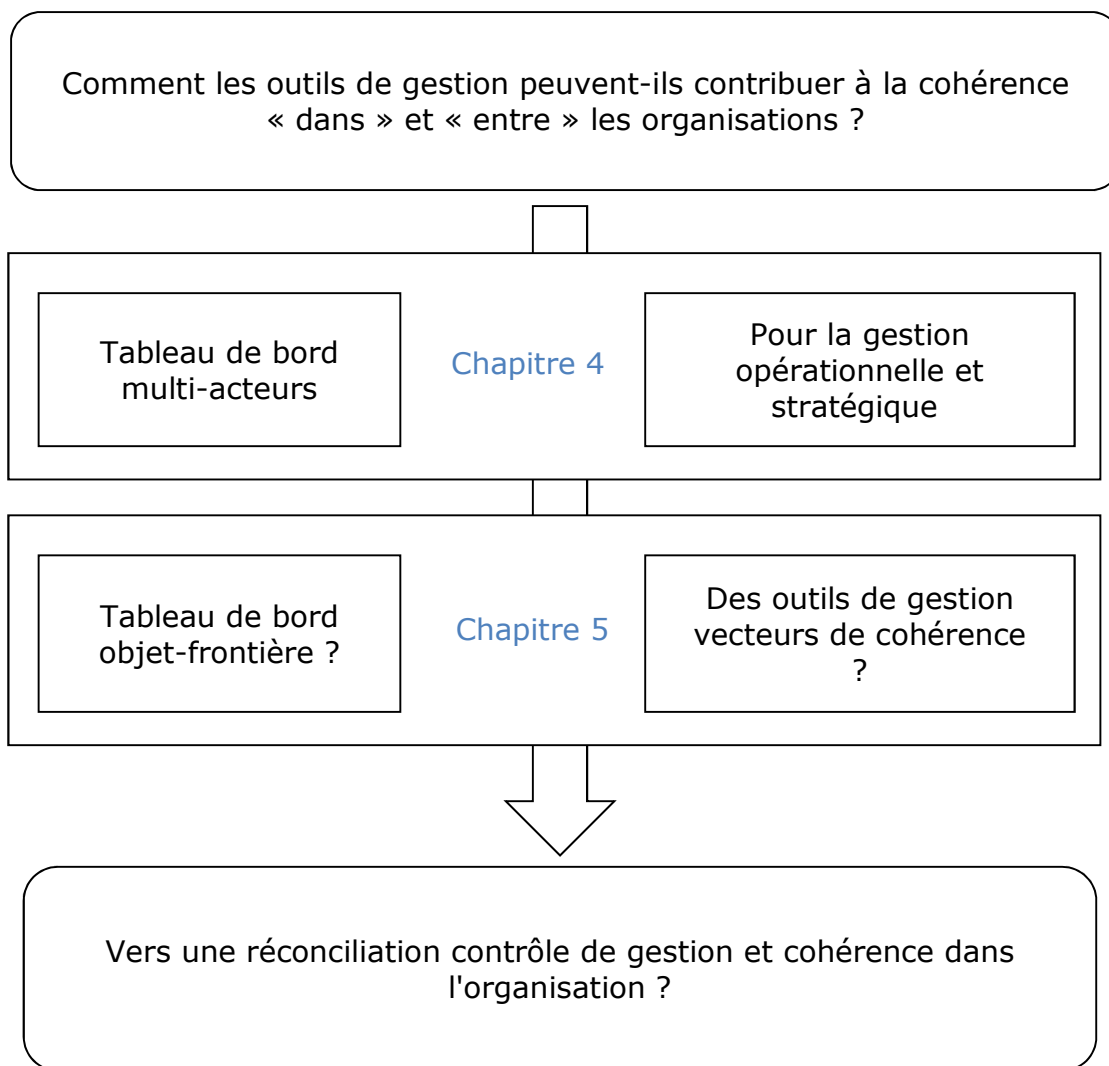 Comment les outils de gestion peuvent-ils contribuer à la cohérence
« dans » et « entre » les organisations ?
Tableau de bord
multi-acteurs
Chapitre 4
Pour la gestion
opérationnelle et
stratégique
Tableau de bord
objet-frontière ?
Chapitre 5
Des outils de gestion
vecteurs de cohérence
?
Vers une réconciliation contrôle de gestion et cohérence dans
l'organisation ?